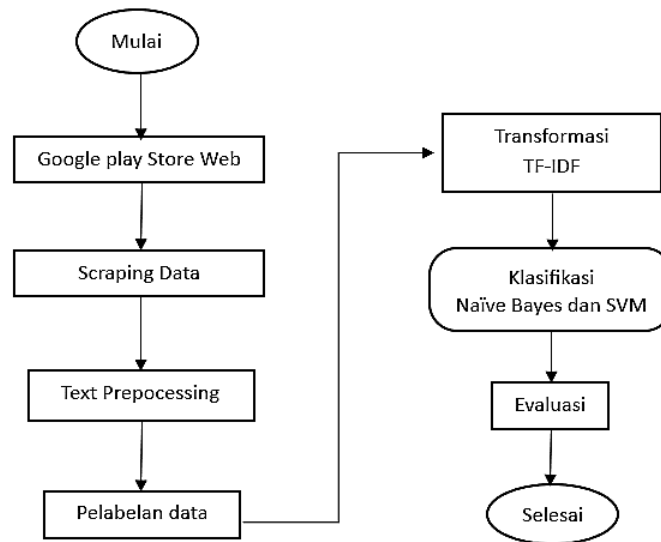 Mulai
Google play Store Web
Scraping Data
Text Prepocessing
Pelabelan data
Transformasi
TF-IDF
Klasifikasi
Naïve Bayes dan SVM
Evaluasi
Selesai